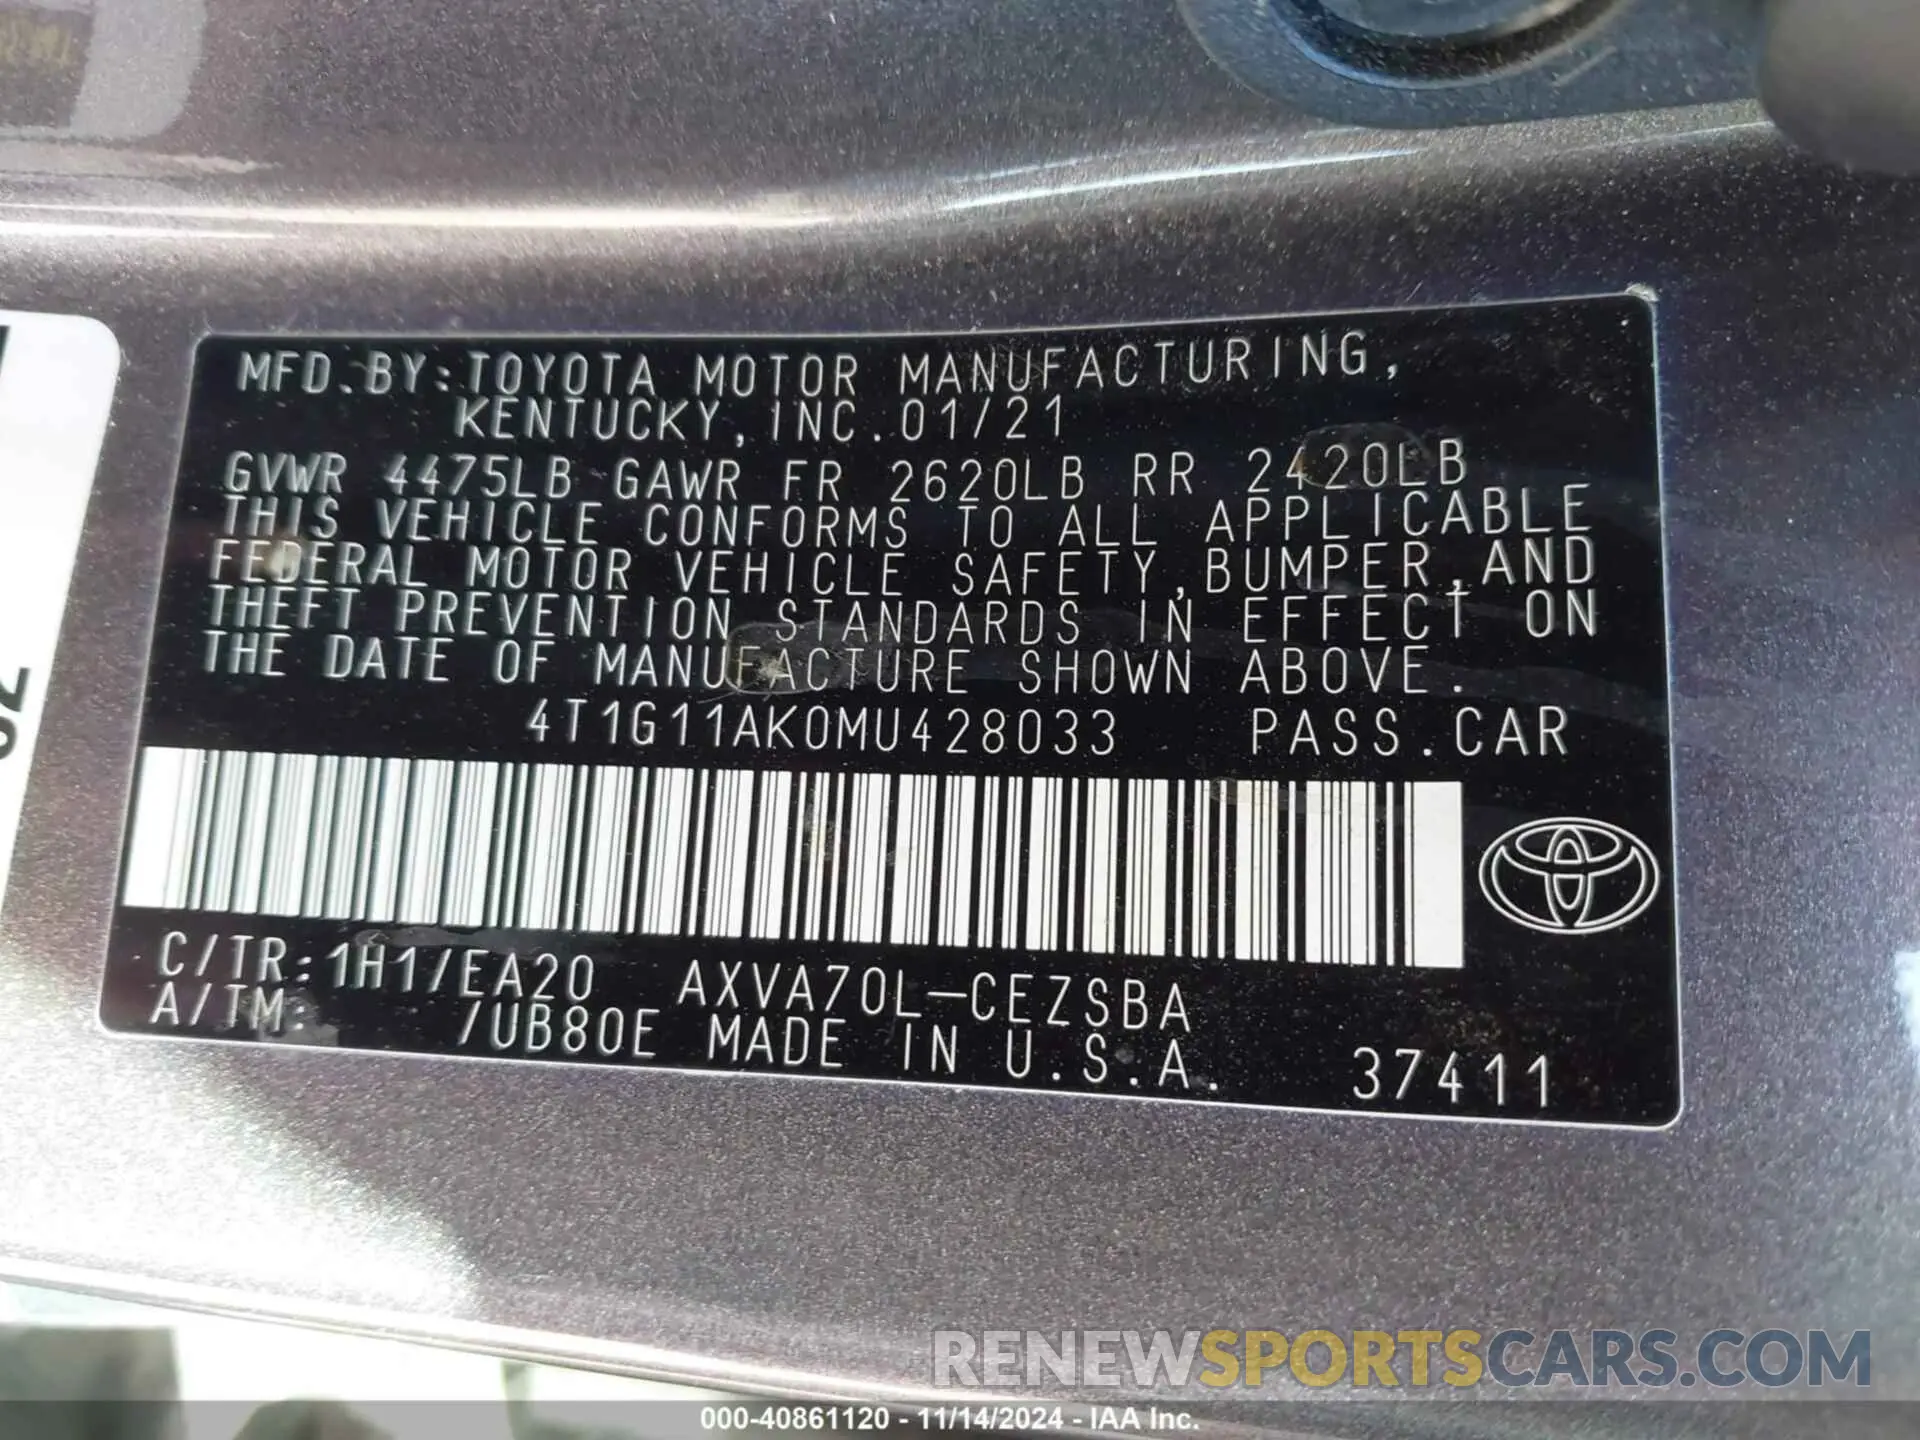 MFD. BY: TOYOTA MOTOR MANUFACTURING,
KENTUCKY, INC. 01/21
GVWR 4475LB GAWR FR 2620LB RR 2420LB
THIS VEHICLE CONFORMS TO ALL APPLICABLE
FEDERAL MOTOR VEHICLE SAFETY, BUMPER, AND
THEFT PREVENTION STANDARDS IN EFFECT ON
THE DATE OF MANUFACTURE SHOWN ABOVE.
4T1G11AK0MU428033 PASS. CAR
C/TR: 1H1/EA20 AXVA70L-CEZSBA
A/TM: /UB80E MADE IN U.S.A. 37411
RENEWSPORTSCARS.COM
000-40861120 - 11/14/2024 - IAA Inc.